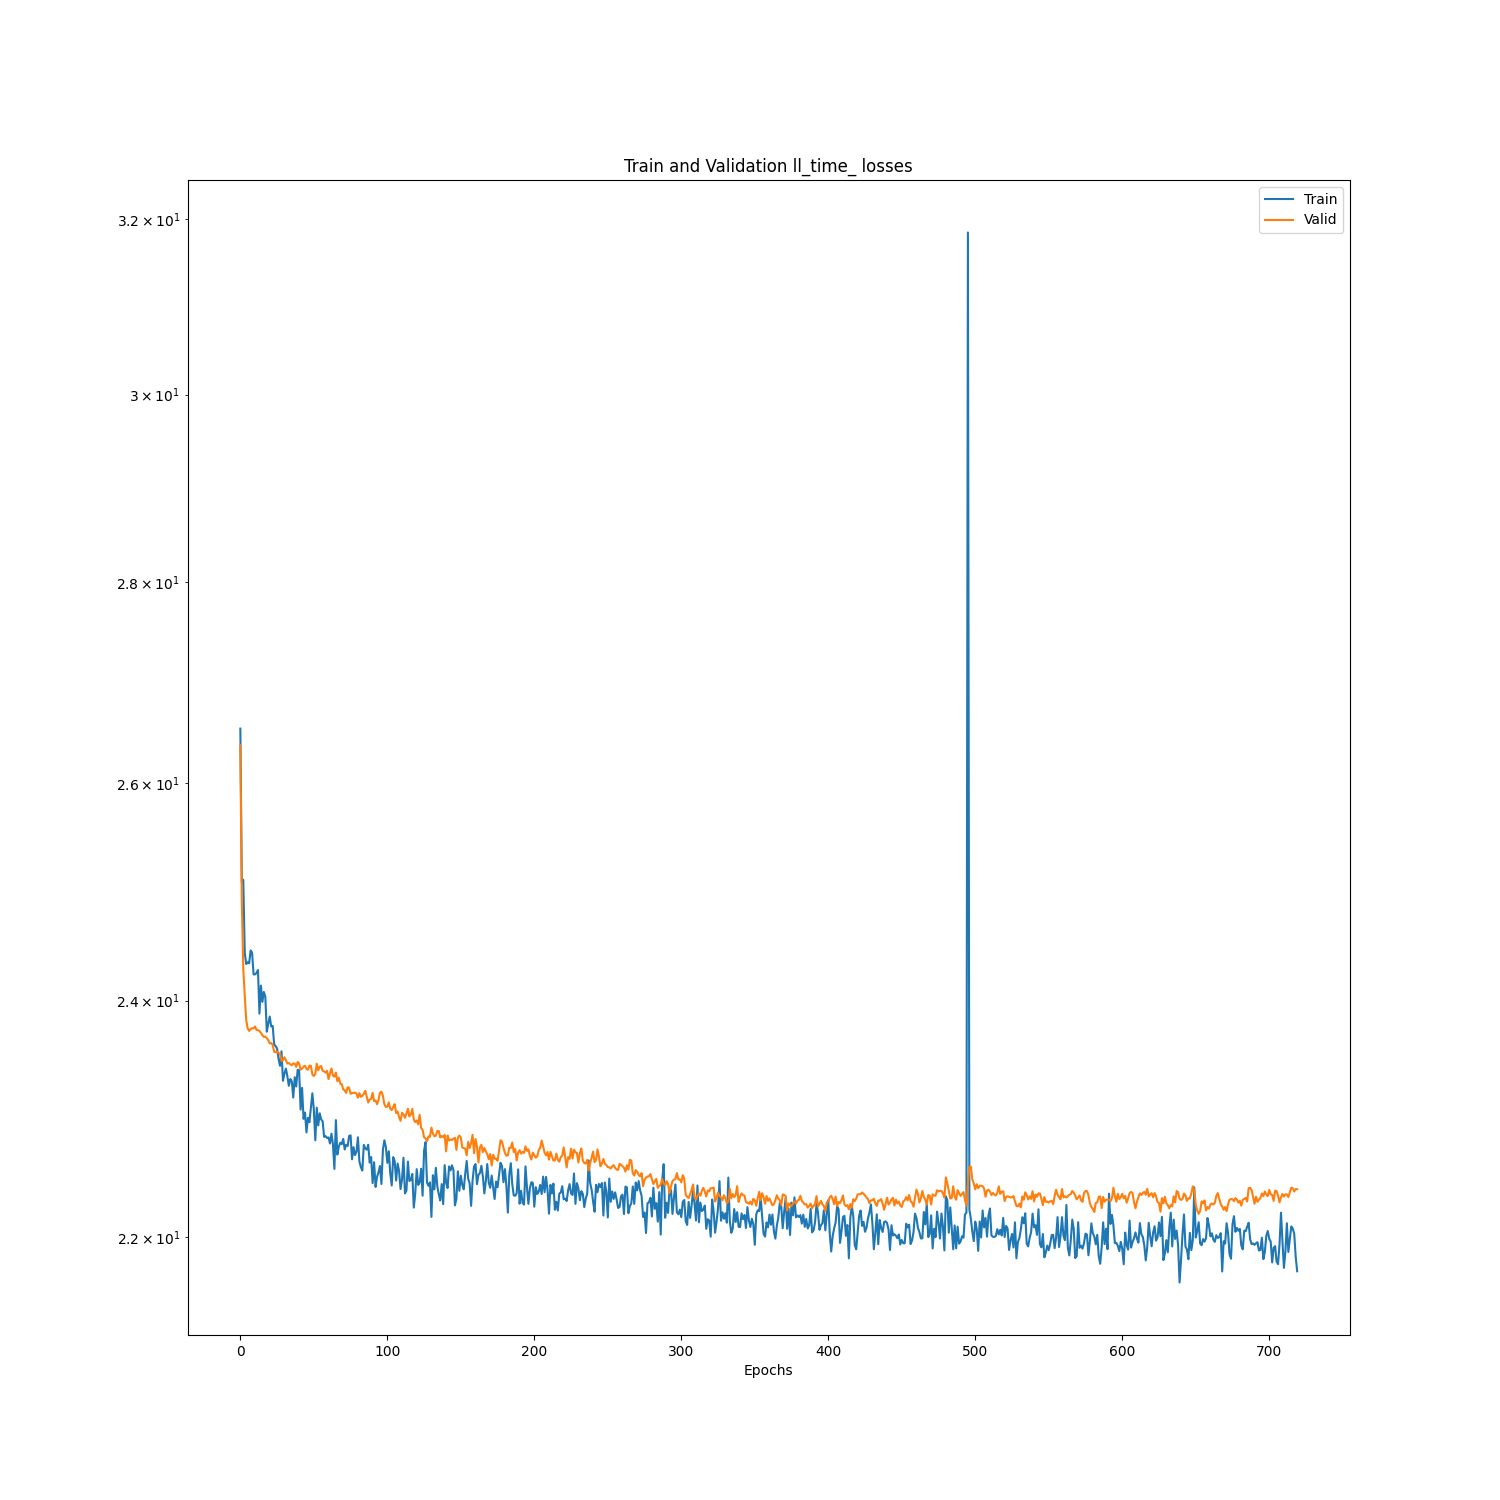 Train and Validation ll_time_ losses
Train
Valid
3.2 × 10¹
3 × 10¹
2.8 × 10¹
2.6 × 10¹
2.4 × 10¹
2.2 × 10¹
0 100 200 300 400 500 600 700
Epochs